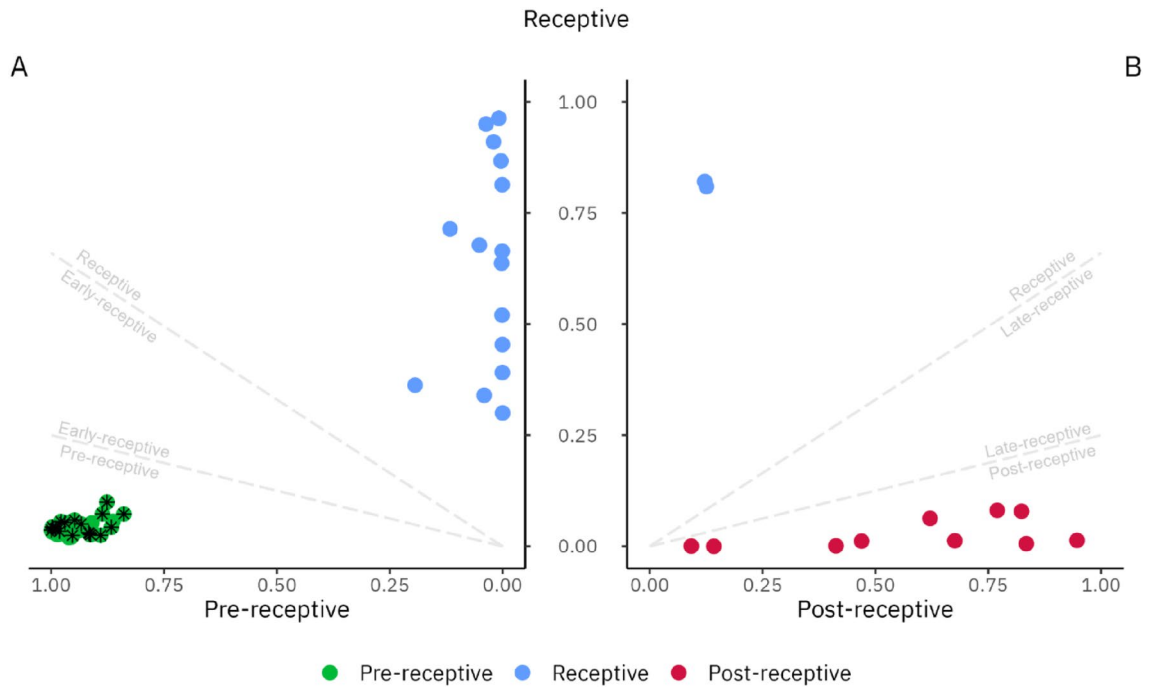 Receptive
A
B
1.00
0.75
0.50
0.25
0.00
Receptive
Early-receptive
Early-receptive
Pre-receptive
Receptive
Late-receptive
Late-receptive
Post-receptive
1.00 0.75 0.50 0.25 0.00
Pre-receptive
0.00 0.25 0.50 0.75 1.00
Post-receptive
Pre-receptive Receptive Post-receptive